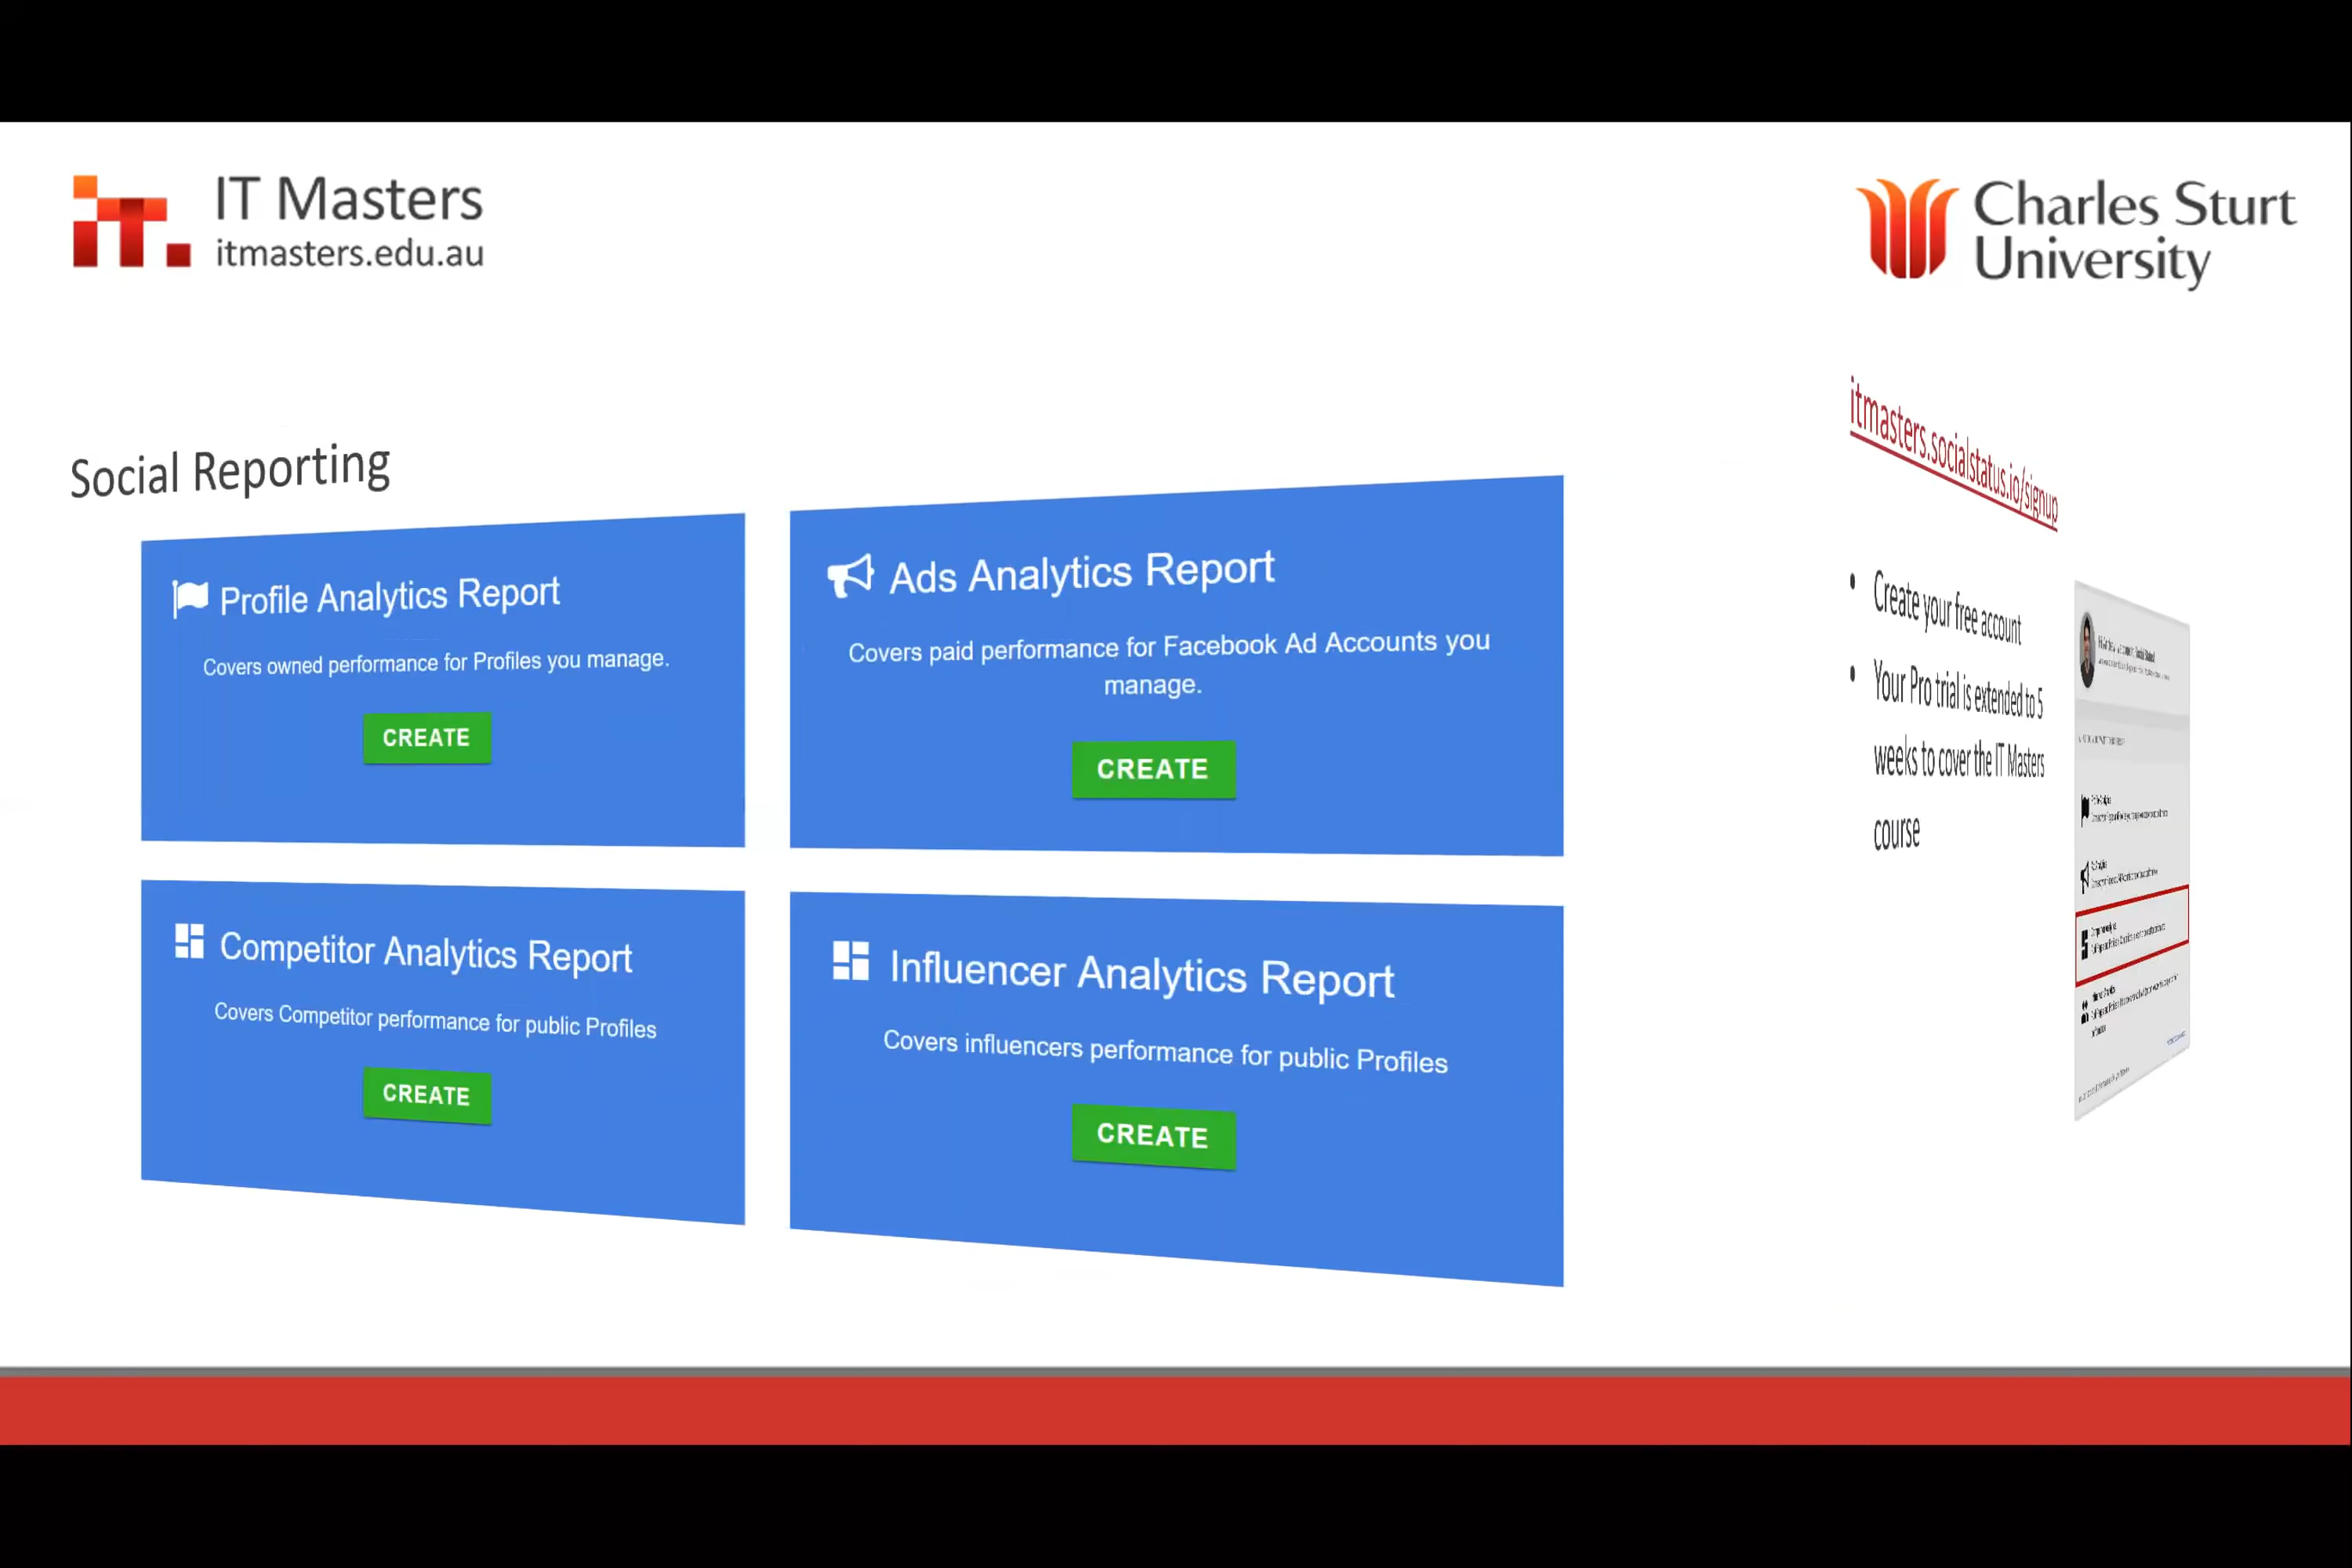 IT Masters
itmasters.edu.au
Charles Sturt
University
Social Reporting
Profile Analytics Report
Covers owned performance for Profiles you manage.
CREATE
Ads Analytics Report
Covers paid performance for Facebook Ad Accounts you
manage.
CREATE
Competitor Analytics Report
Covers Competitor performance for public Profiles
CREATE
Influencer Analytics Report
Covers influencers performance for public Profiles
CREATE
itmasters.socialstatus.io/signup
• Create your free account
• Your Pro trial is extended to 5
weeks to cover the IT Masters
course